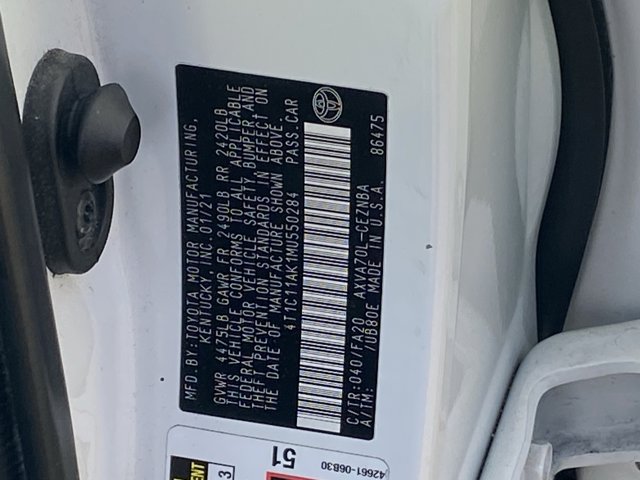 MFD. BY: TOYOTA MOTOR MANUFACTURING,
KENTUCKY, INC. 01/21
GVWR 4475LB GAWR FR 2490LB RR 2420LB
THIS VEHICLE CONFORMS TO ALL APPLICABLE
FEDERAL MOTOR VEHICLE SAFETY BUMPER AND
THEFT PREVENTION STANDARDS IN EFFECT ON
THE DATE OF MANUFACTURE SHOWN ABOVE.
4T1C11AK1MU550284 PASS.CAR
C/TR:040/FA20 AXVA70L-CEZNBA
A/TM: /UB80E MADE IN U.S.A. 86475
42661-06B30
51